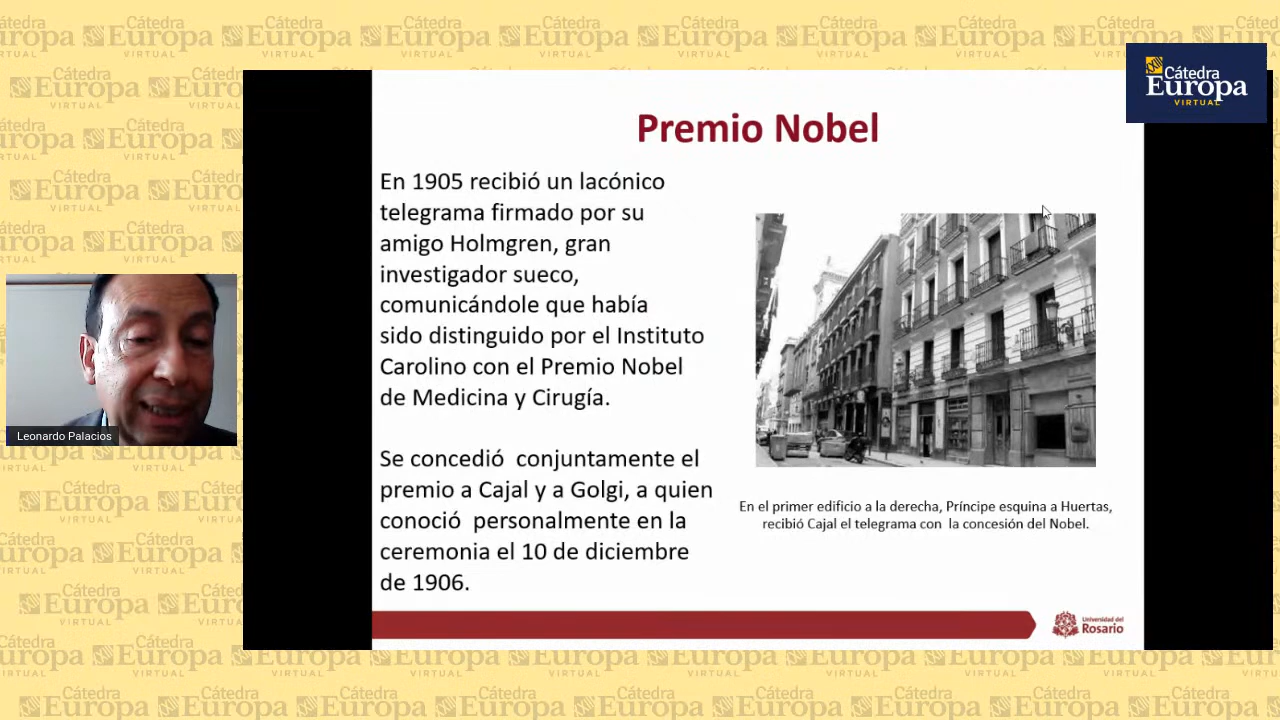 Cátedra
Europa
VIRTUAL
Premio Nobel
En 1905 recibió un lacónico
telegrama firmado por su
amigo Holmgren, gran
investigador sueco,
comunicándole que había
sido distinguido por el Instituto
Carolino con el Premio Nobel
de Medicina y Cirugía.
Se concedió  conjuntamente el
premio a Cajal y a Golgi, a quien
conoció  personalmente en la
ceremonia el 10 de diciembre
de 1906.
En el primer edificio a la derecha, Príncipe esquina a Huertas,
recibió Cajal el telegrama con  la concesión del Nobel.
Leonardo Palacios
Universidad del
Rosario